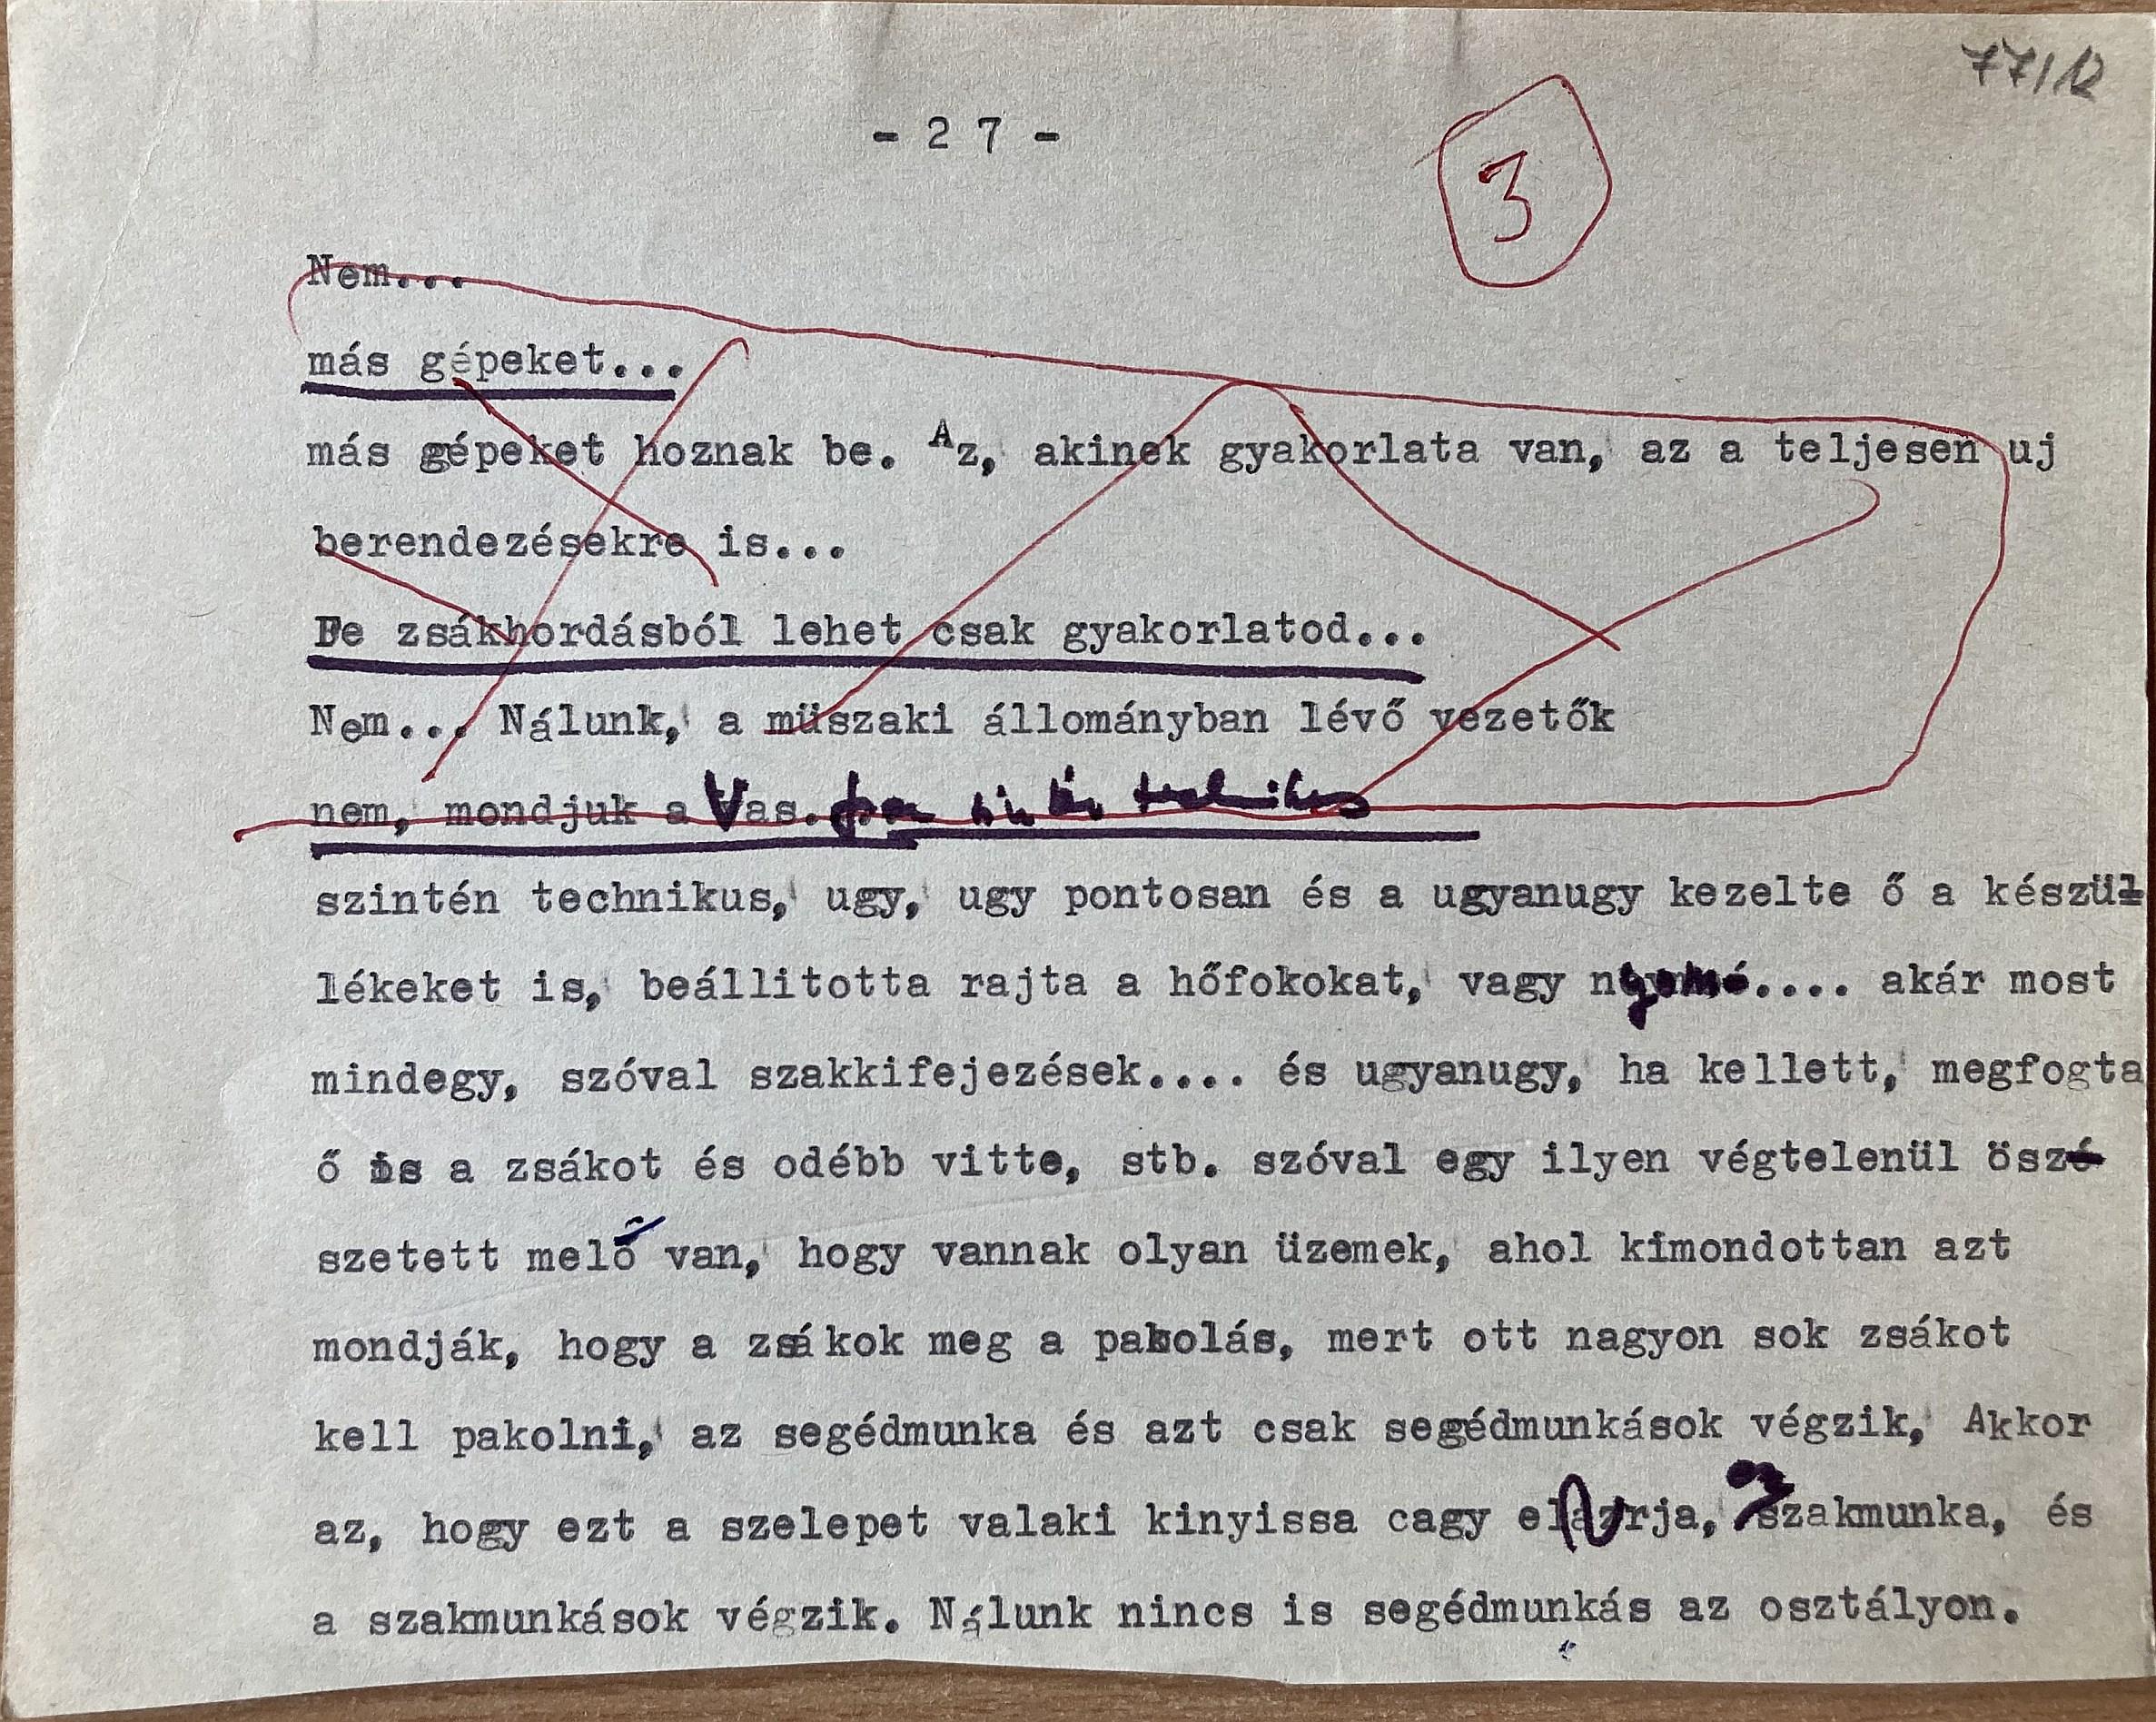 77/12
- 2 7 -
3
Nem...
más gépeket...
más gépeket hoznak be. Az, akinek gyakorlata van, az a teljesen uj
berendezésekre is...
De zsákhordásból lehet csak gyakorlatod...
Nem... Nálunk, a müszaki állományban lévő vezetők
nem, mondjuk a Vas.
szintén technikus, ugy, ugy pontosan és a ugyanugy kezelte ő a készül
lékeket is, beállitotta rajta a hőfokokat, vagy nyomó.... akár most
mindegy, szóval szakkifejezések.... és ugyanugy, ha kellett, megfogta
ő is a zsákot és odébb vitte, stb. szóval egy ilyen végtelenül ösz
szetett meló van, hogy vannak olyan üzemek, ahol kimondottan azt
mondják, hogy a zsákok meg a pakolás, mert ott nagyon sok zsákot
kell pakolni, az segédmunka és azt csak segédmunkások végzik, Akkor
az, hogy ezt a szelepet valaki kinyissa cagy elzárja, az szakmunka, és
a szakmunkások végzik. Nálunk nincs is segédmunkás az osztályon.